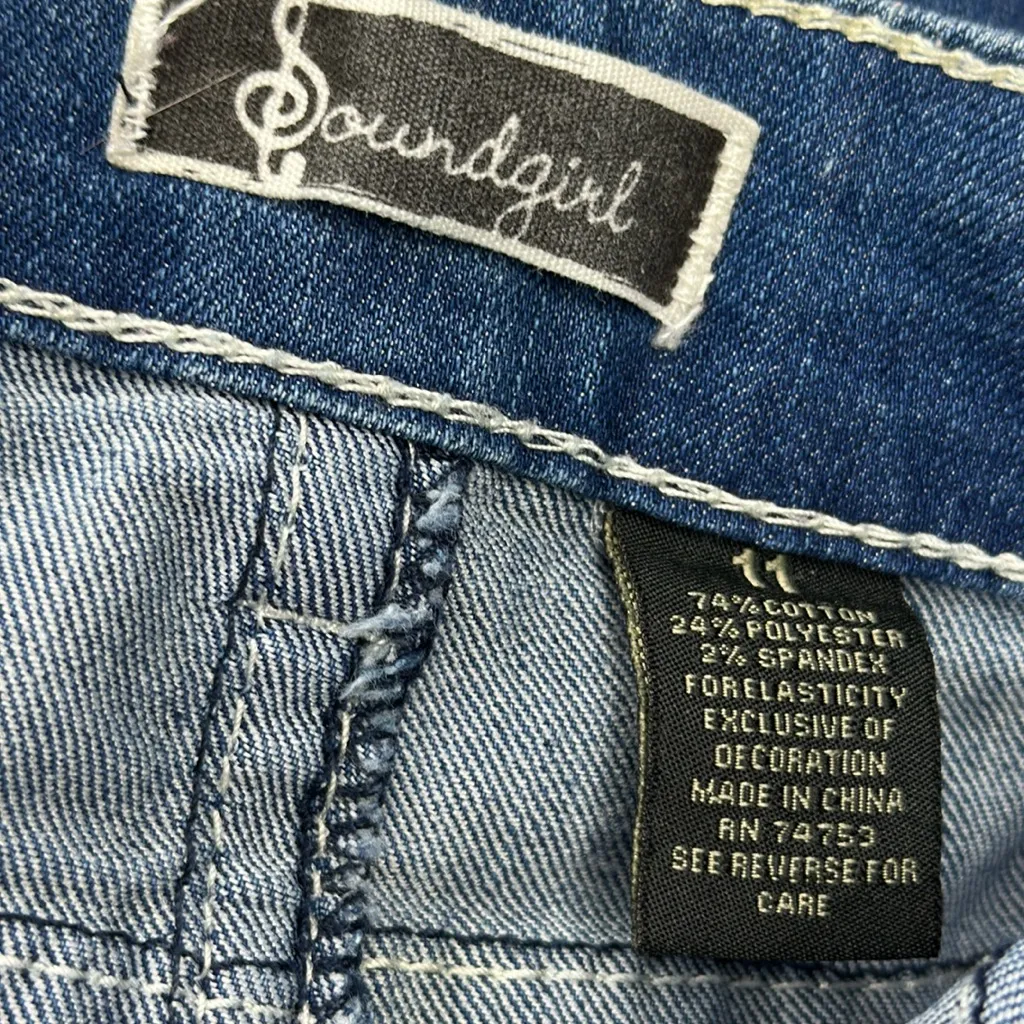 Soundgirl
11
74% COTTON
24% POLYESTER
2% SPANDEX
FORELASTICITY
EXCLUSIVE OF
DECORATION
MADE IN CHINA
RN 74753
SEE REVERSE FOR
CARE